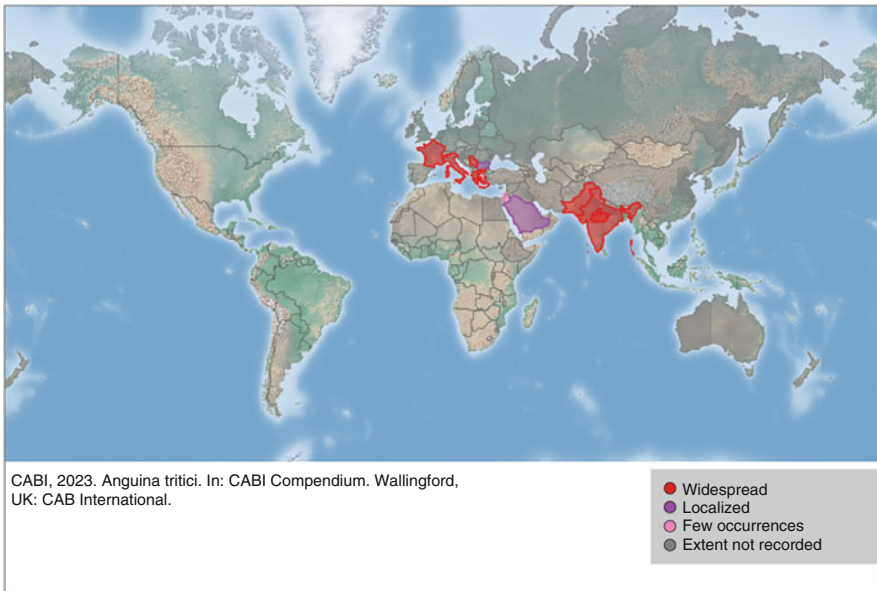 CABI, 2023. Anguina tritici. In: CABI Compendium. Wallingford,
UK: CAB International.
Widespread
Localized
Few occurrences
Extent not recorded